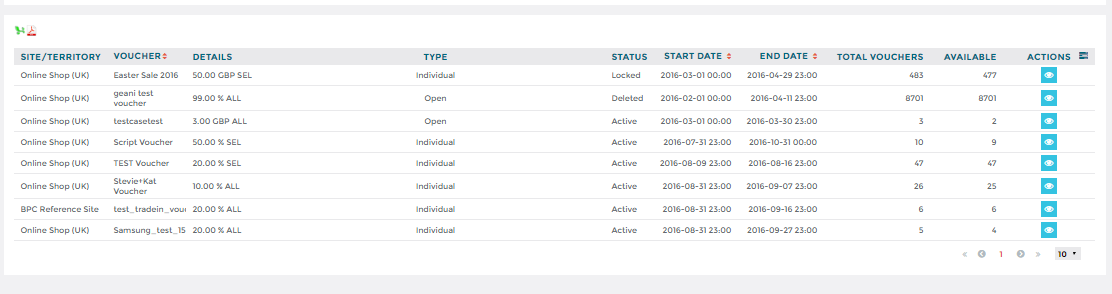 SITE/TERRITORY VOUCHER DETAILS TYPE STATUS START DATE END DATE TOTAL VOUCHERS AVAILABLE ACTIONS
Online Shop (UK) Easter Sale 2016 50.00 GBP SEL Individual Locked 2016-03-01 00:00 2016-04-29 23:00 483 477
Online Shop (UK) geani test voucher 99.00 % ALL Open Deleted 2016-02-01 00:00 2016-04-11 23:00 8701 8701
Online Shop (UK) testcasetest 3.00 GBP ALL Open Active 2016-03-01 00:00 2016-03-30 23:00 3 2
Online Shop (UK) Script Voucher 50.00 % SEL Individual Active 2016-07-31 23:00 2016-10-31 00:00 10 9
Online Shop (UK) TEST Voucher 20.00 % SEL Individual Active 2016-08-09 23:00 2016-08-16 23:00 47 47
Online Shop (UK) Stevie+Kat Voucher 10.00 % ALL Individual Active 2016-08-31 23:00 2016-09-07 23:00 26 25
BPC Reference Site test_tradein_vou 20.00 % ALL Individual Active 2016-08-31 23:00 2016-09-16 23:00 6 6
Online Shop (UK) Samsung_test_15 20.00 % ALL Individual Active 2016-08-31 23:00 2016-09-27 23:00 5 4
« 1 » 10